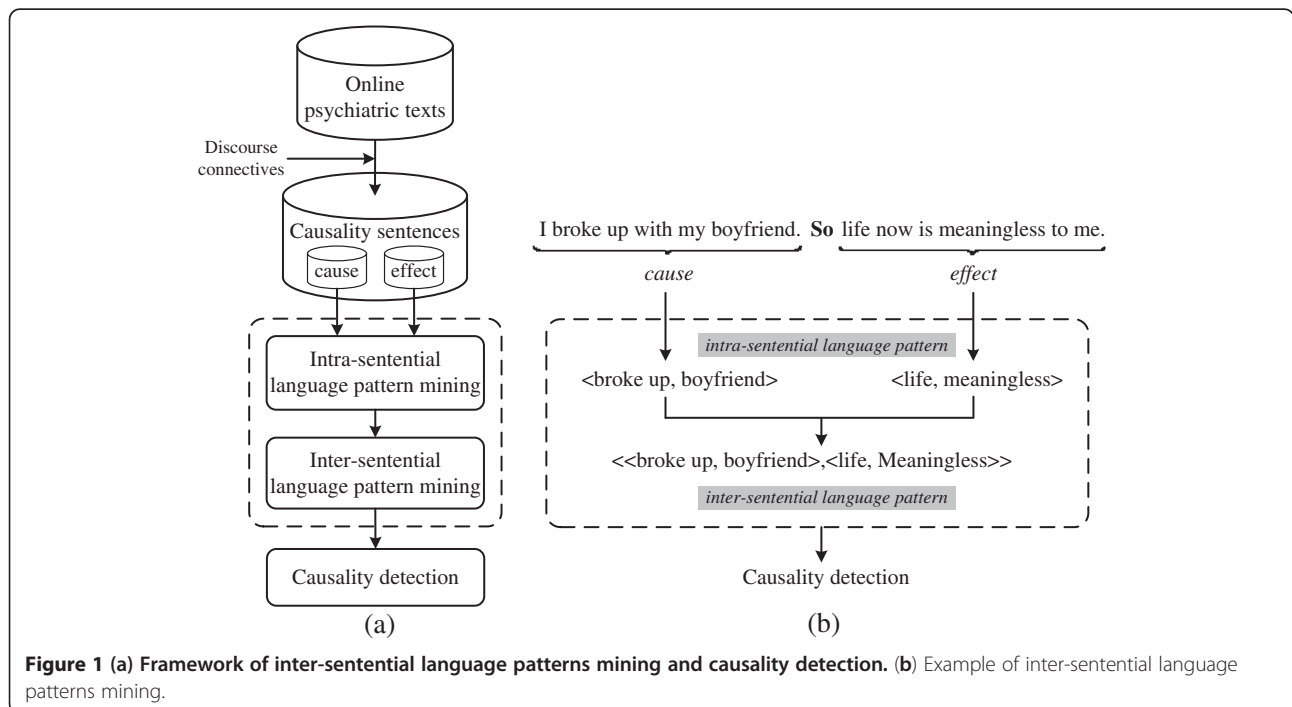 Online
psychiatric texts
Discourse
connectives
Causality sentences
cause effect
Intra-sentential
language pattern mining
Inter-sentential
language pattern mining
Causality detection
(a)
I broke up with my boyfriend. So life now is meaningless to me.
cause effect
intra-sentential language pattern
<broke up, boyfriend> <life, meaningless>
<<broke up, boyfriend>,<life, Meaningless>>
inter-sentential language pattern
Causality detection
(b)
Figure 1 (a) Framework of inter-sentential language patterns mining and causality detection. (b) Example of inter-sentential language
patterns mining.